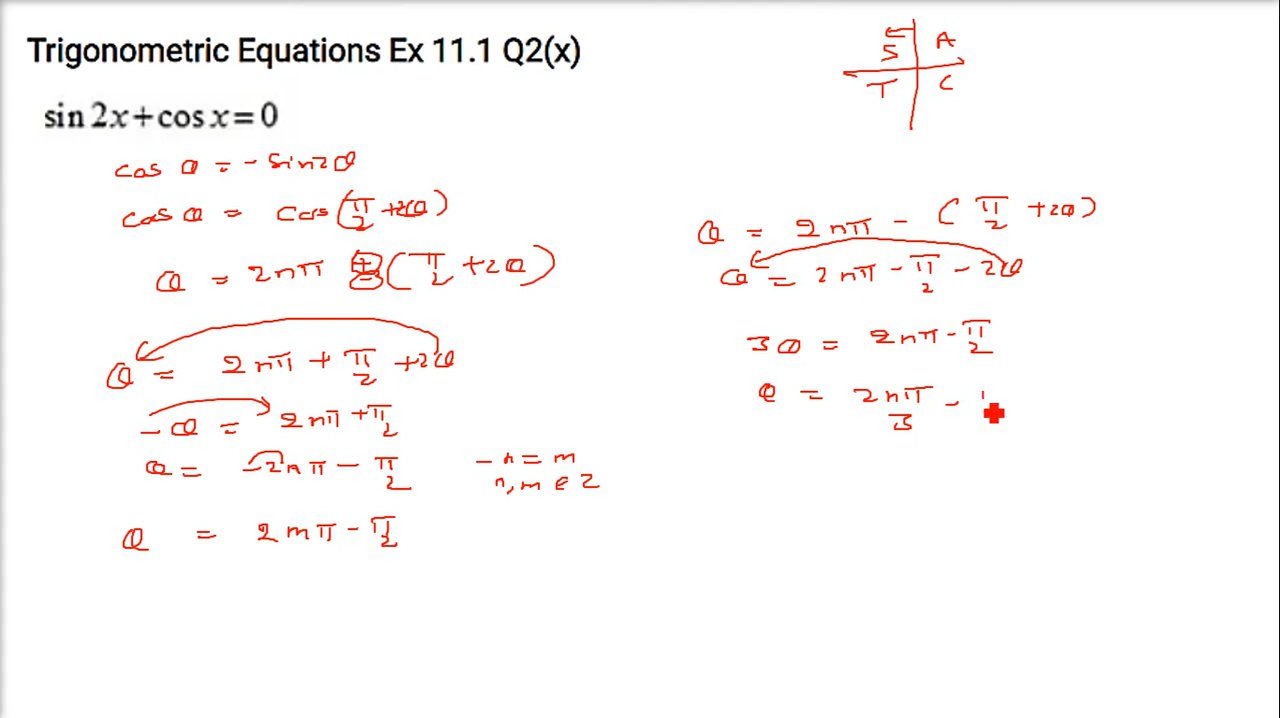 Trigonometric Equations Ex 11.1 Q2(x)
sin 2x + cos x = 0
S A
T C
cos θ = - sin2θ
cos θ = cos(π/2 + 2θ)
θ = 2nπ ± (π/2 + 2θ)
θ = 2nπ + π/2 + 2θ
-θ = 2nπ + π/2
θ = -2nπ - π/2
-n = m
n, m ∈ Z
θ = 2mπ - π/2
θ = 2nπ - (π/2 + 2θ)
θ = 2nπ - π/2 - 2θ
3θ = 2nπ - π/2
θ = 2nπ/3 -